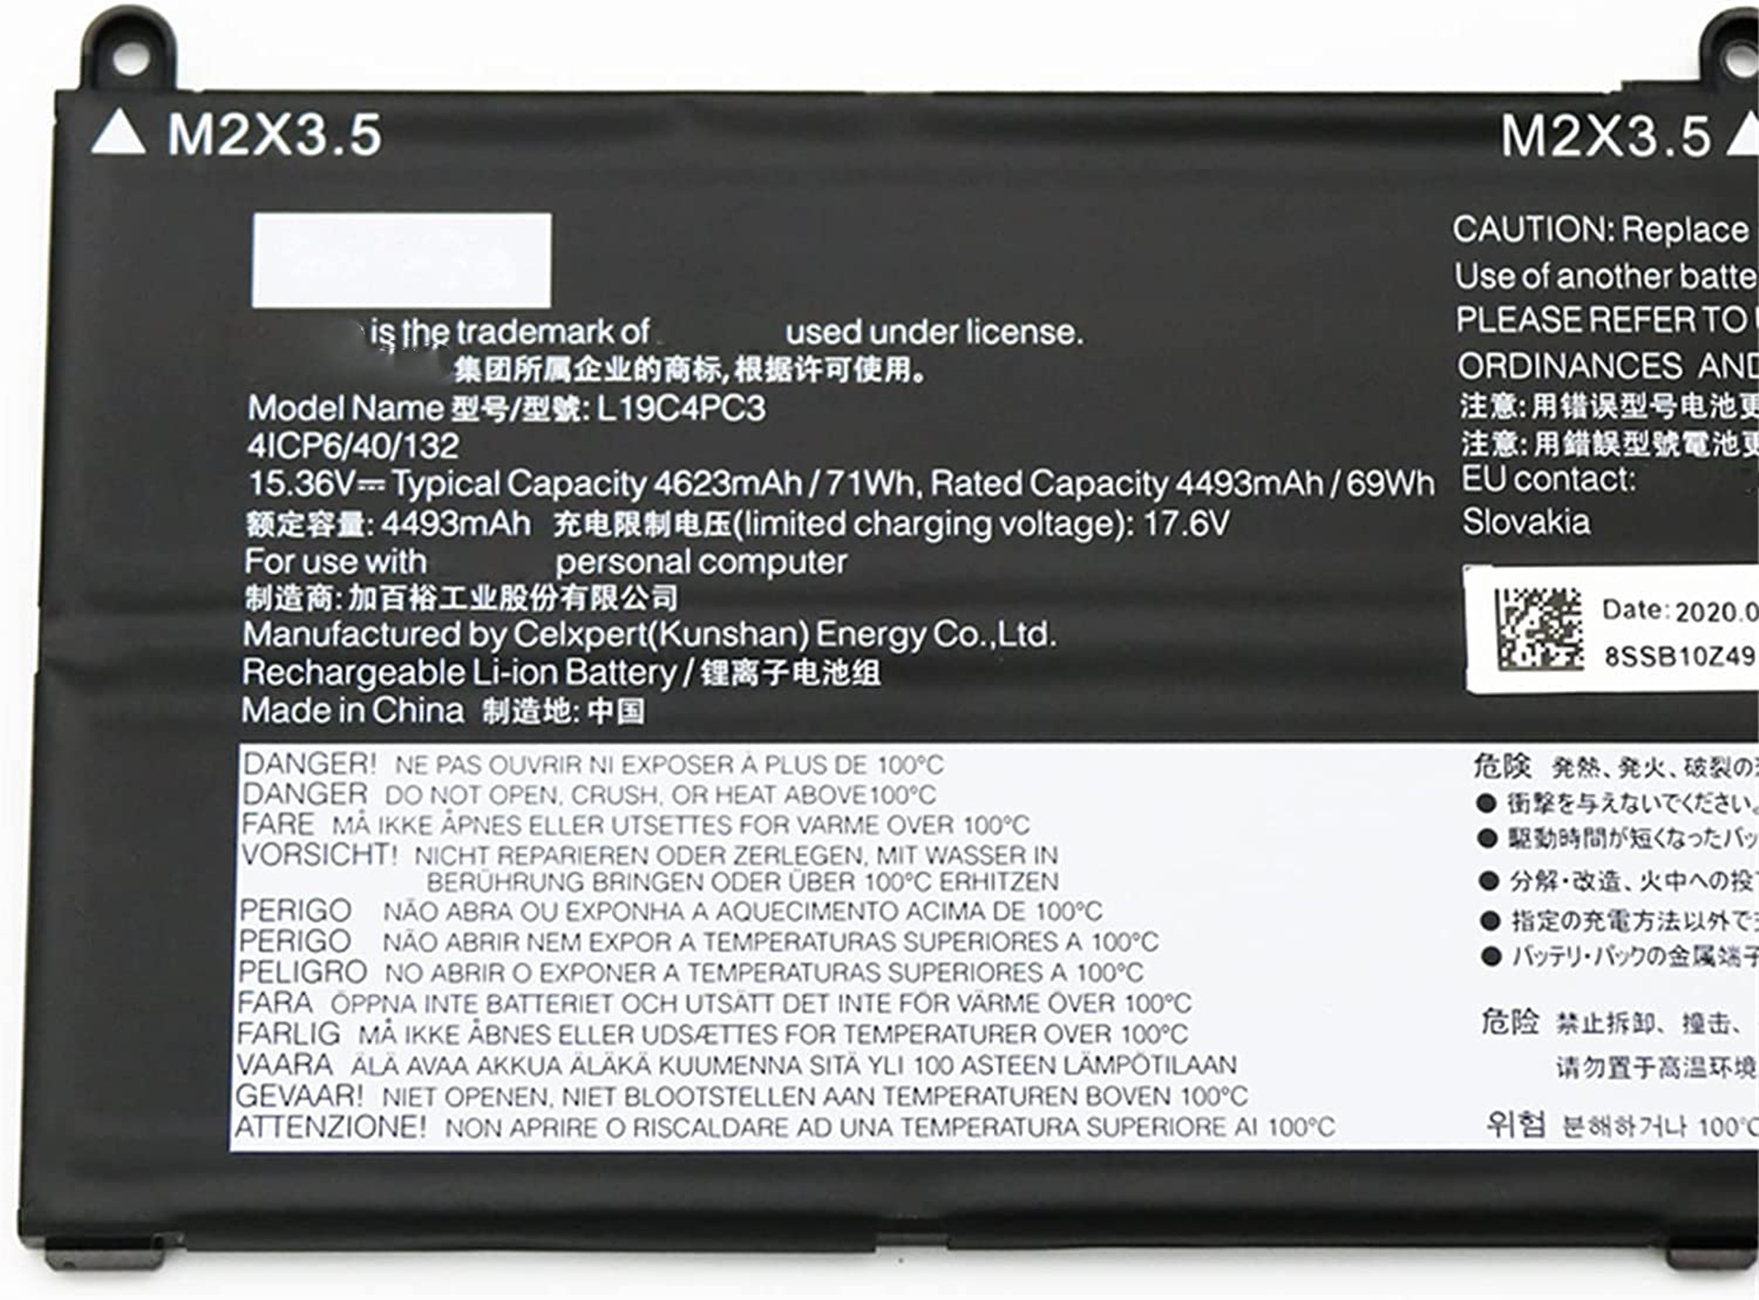 M2X3.5
M2X3.5
is the trademark of used under license.
集团所属企业的商标,根据许可使用。
Model Name 型号/型號: L19C4PC3
4ICP6/40/132
15.36V⎓ Typical Capacity 4623mAh / 71Wh, Rated Capacity 4493mAh / 69Wh
额定容量: 4493mAh 充电限制电压(limited charging voltage): 17.6V
For use with personal computer
制造商: 加百裕工业股份有限公司
Manufactured by Celxpert(Kunshan) Energy Co.,Ltd.
Rechargeable Li-ion Battery / 锂离子电池组
Made in China 制造地: 中国
CAUTION: Replace
Use of another batte
PLEASE REFER TO
ORDINANCES AND
注意: 用错误型号电池更
注意: 用錯誤型號電池更
EU contact:
Slovakia
Date: 2020.0
8SSB10Z49
DANGER! NE PAS OUVRIR NI EXPOSER À PLUS DE 100°C
DANGER DO NOT OPEN, CRUSH, OR HEAT ABOVE100°C
FARE MÅ IKKE ÅPNES ELLER UTSETTES FOR VARME OVER 100°C
VORSICHT! NICHT REPARIEREN ODER ZERLEGEN, MIT WASSER IN
BERÜHRUNG BRINGEN ODER ÜBER 100°C ERHITZEN
PERIGO NÃO ABRA OU EXPONHA A AQUECIMENTO ACIMA DE 100°C
PERIGO NÃO ABRIR NEM EXPOR A TEMPERATURAS SUPERIORES A 100°C
PELIGRO NO ABRIR O EXPONER A TEMPERATURAS SUPERIORES A 100°C
FARA ÖPPNA INTE BATTERIET OCH UTSÄTT DET INTE FÖR VÄRME ÖVER 100°C
FARLIG MÅ IKKE ÅBNES ELLER UDSÆTTES FOR TEMPERATURER OVER 100°C
VAARA ÄLÄ AVAA AKKUA ÄLÄKÄ KUUMENNA SITÄ YLI 100 ASTEEN LÄMPÖTILAAN
GEVAAR! NIET OPENEN, NIET BLOOTSTELLEN AAN TEMPERATUREN BOVEN 100°C
ATTENZIONE! NON APRIRE O RISCALDARE AD UNA TEMPERATURA SUPERIORE AI 100°C
危険 発熱、発火、破裂の
● 衝撃を与えないでください。
● 駆動時間が短くなったバッ
● 分解・改造、火中への投
● 指定の充電方法以外で
● バッテリ・パックの金属端子
危险 禁止拆卸、撞击、
请勿置于高温环境
위험 분해하거나 100°C